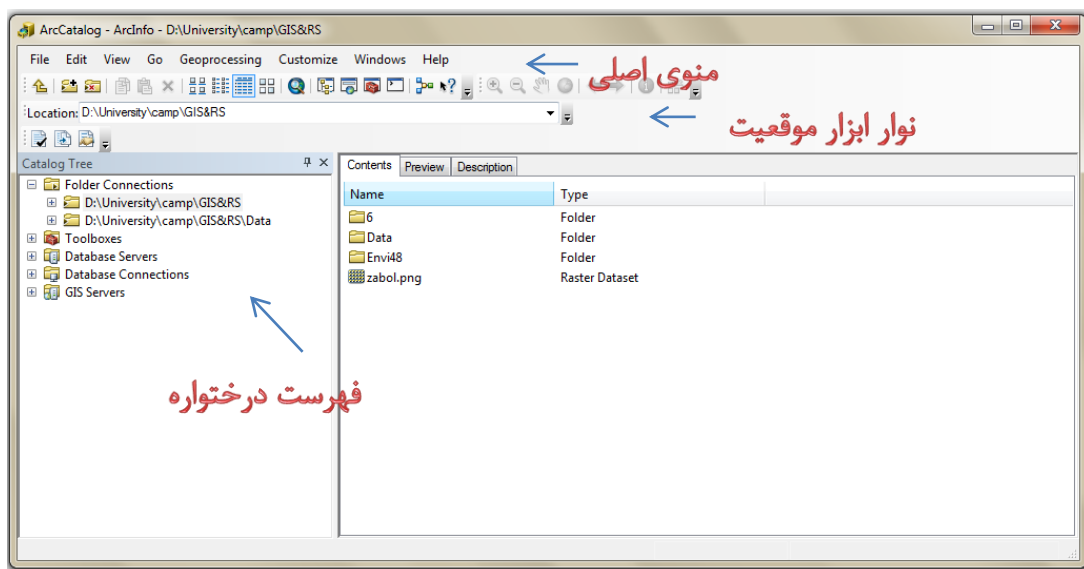 ArcCatalog - ArcInfo - D:\University\camp\GIS&RS
File Edit View Go Geoprocessing Customize Windows Help
منوی اصلی
Location: D:\University\camp\GIS&RS
نوار ابزار موقعیت
Catalog Tree
Contents Preview Description
Folder Connections
D:\University\camp\GIS&RS
D:\University\camp\GIS&RS\Data
Toolboxes
Database Servers
Database Connections
GIS Servers
Name Type
6 Folder
Data Folder
Envi48 Folder
zabol.png Raster Dataset
فهرست درختواره